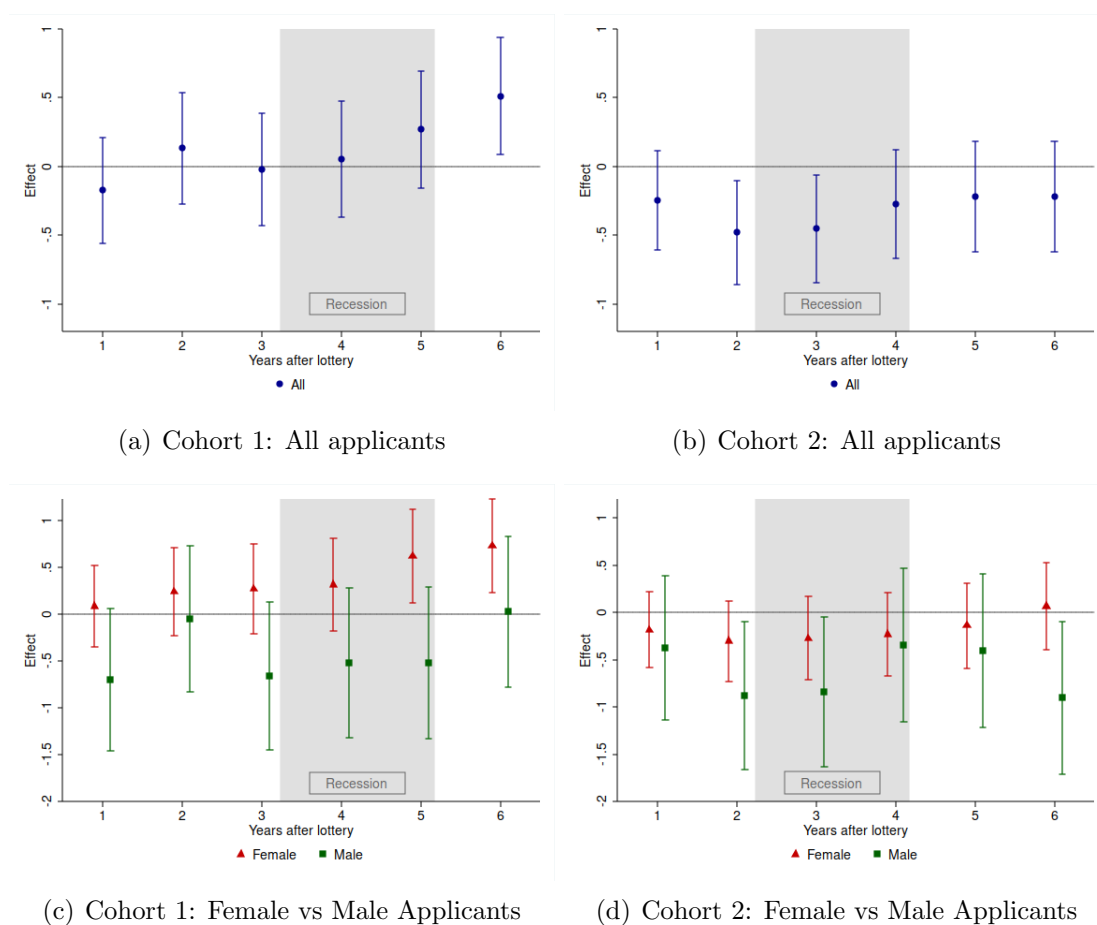 1
.5
0
-.5
-1
Effect
Recession
1 2 3 4 5 6
Years after lottery
All
(a) Cohort 1: All applicants
1
.5
0
-.5
-1
Effect
Recession
1 2 3 4 5 6
Years after lottery
All
(b) Cohort 2: All applicants
1
.5
0
-.5
-1
-1.5
-2
Effect
Recession
1 2 3 4 5 6
Years after lottery
Female Male
(c) Cohort 1: Female vs Male Applicants
1
.5
0
-.5
-1
-1.5
-2
Effect
Recession
1 2 3 4 5 6
Years after lottery
Female Male
(d) Cohort 2: Female vs Male Applicants